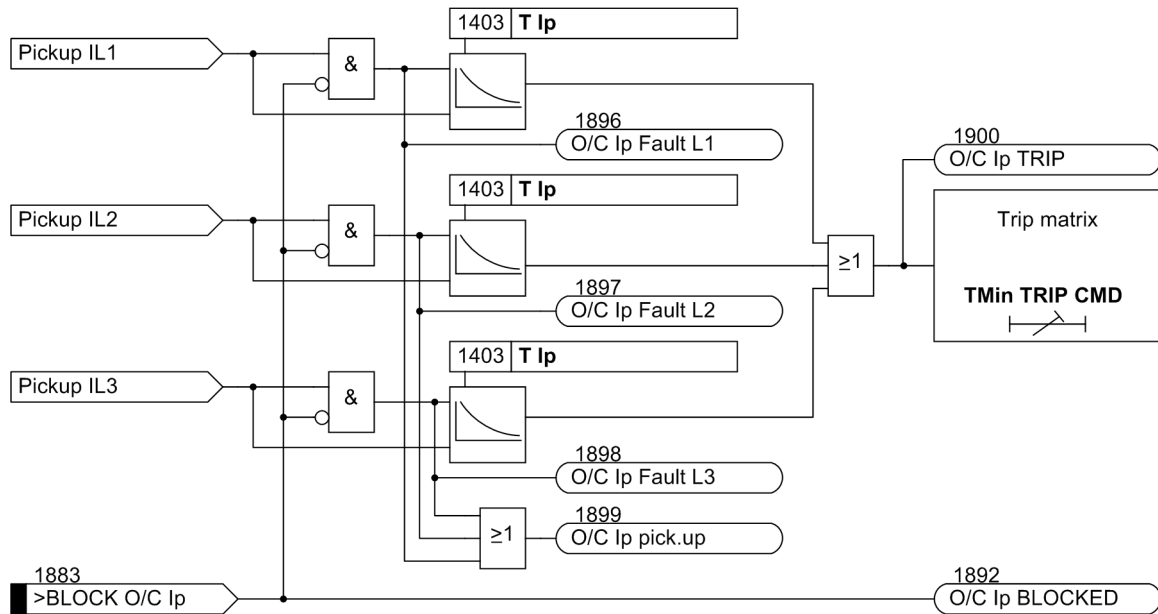 1403 T Ip
Pickup IL1
&
1896
O/C Ip Fault L1
1900
O/C Ip TRIP
1403 T Ip
Pickup IL2
&
Trip matrix
≥1
1897
O/C Ip Fault L2
TMin TRIP CMD
1403 T Ip
Pickup IL3
&
1898
O/C Ip Fault L3
1899
≥1
O/C Ip pick.up
1883
>BLOCK O/C Ip
1892
O/C Ip BLOCKED